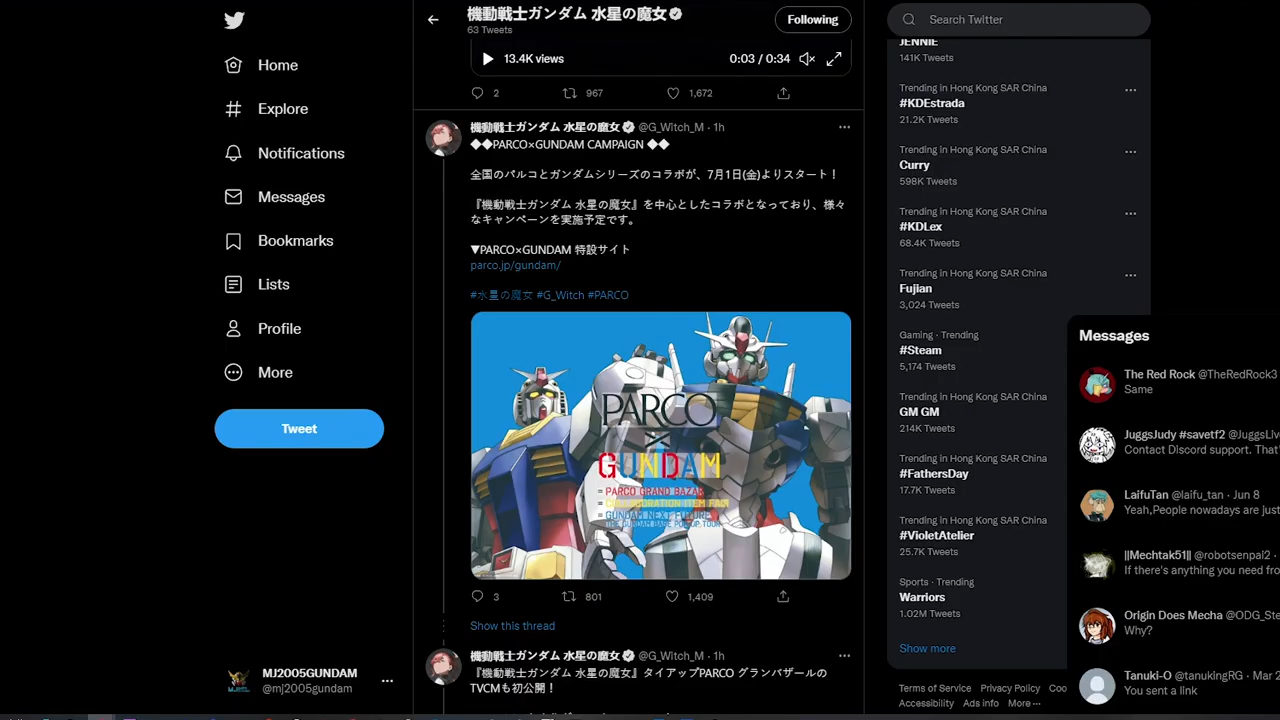 Home
Explore
Notifications
Messages
Bookmarks
Lists
Profile
More
Tweet
MJ2005GUNDAM
@mj2005gundam
機動戦士ガンダム 水星の魔女
63 Tweets
Following
13.4K views
0:03 / 0:34
2
967
1,672
機動戦士ガンダム 水星の魔女 @G_Witch_M · 1h
◆◆PARCO×GUNDAM CAMPAIGN ◆◆
全国のパルコとガンダムシリーズのコラボが、7月1日(金)よりスタート！
『機動戦士ガンダム 水星の魔女』を中心としたコラボとなっており、様々
なキャンペーンを実施予定です。
▼PARCO×GUNDAM 特設サイト
parco.jp/gundam/
#水星の魔女 #G_Witch #PARCO
PARCO
×
GUNDAM
= PARCO GRAND BAZAR
= COLLABORATION ITEM FAIR
= GUNDAM NEXT FUTURE
THE GUNDAM BASE POP-UP TOUR
3
801
1,409
Show this thread
機動戦士ガンダム 水星の魔女 @G_Witch_M · 1h
『機動戦士ガンダム 水星の魔女』タイアップPARCO グランバザールの
TVCMも初公開！
Search Twitter
JENNIE
141K Tweets
Trending in Hong Kong SAR China
#KDEstrada
21.2K Tweets
Trending in Hong Kong SAR China
Curry
598K Tweets
Trending in Hong Kong SAR China
#KDLex
68.4K Tweets
Trending in Hong Kong SAR China
Fujian
3,024 Tweets
Gaming · Trending
#Steam
5,174 Tweets
Trending in Hong Kong SAR China
GM GM
214K Tweets
Trending in Hong Kong SAR China
#FathersDay
17.7K Tweets
Trending in Hong Kong SAR China
#VioletAtelier
25.7K Tweets
Sports · Trending
Warriors
1.02M Tweets
Show more
Terms of Service Privacy Policy Coo
Accessibility Ads info More
Messages
The Red Rock @TheRedRock3
Same
JuggsJudy #savetf2 @JuggsLiv
Contact Discord support. That'
LaifuTan @laifu_tan · Jun 8
Yeah,People nowadays are just
||Mechtak51|| @robotsenpai2 ·
If there's anything you need fro
Origin Does Mecha @ODG_Ste
Why?
Tanuki-O @tanukingRG · Mar 2
You sent a link